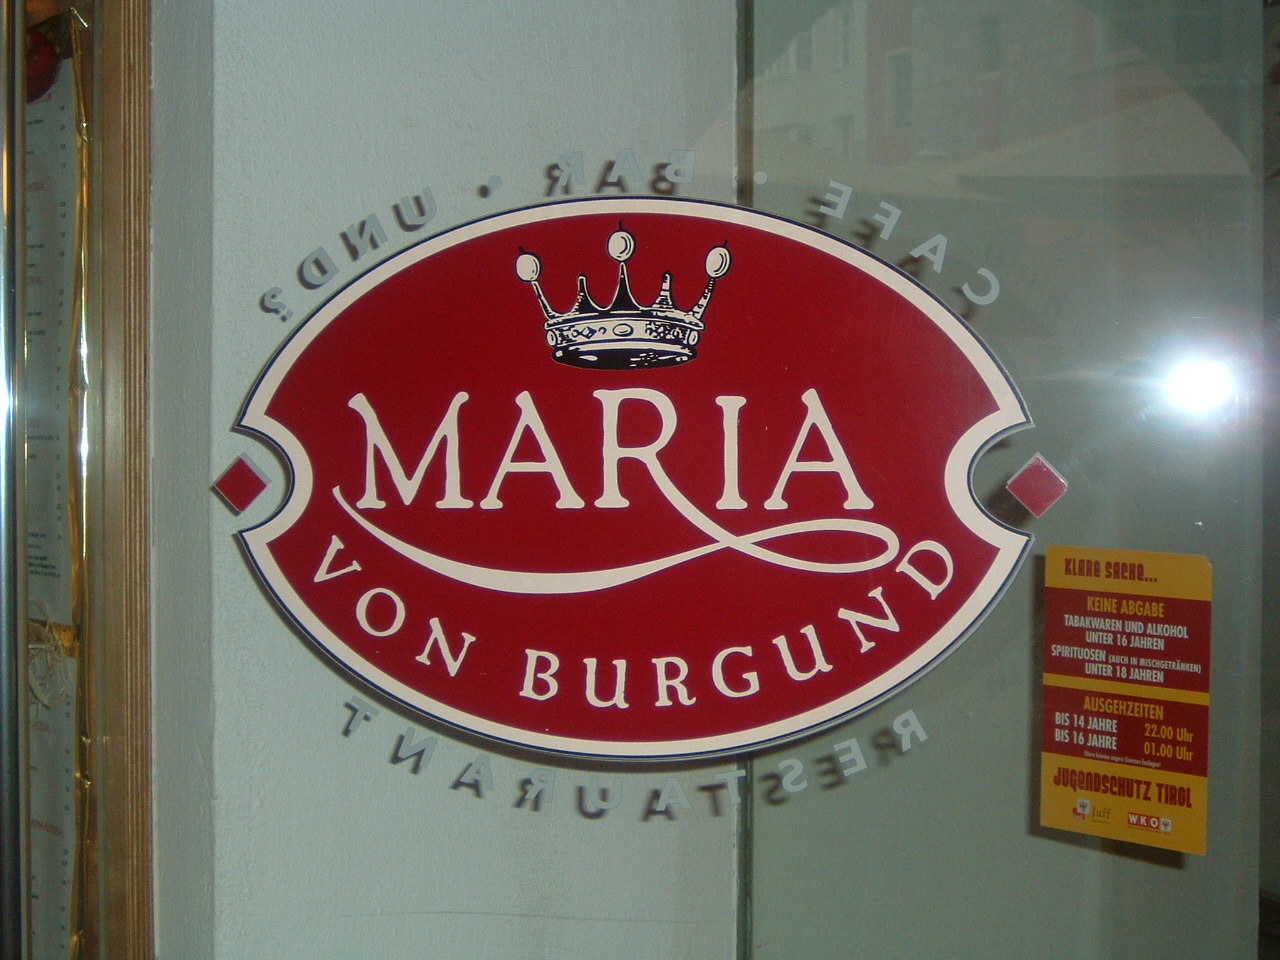 CAFE · BAR · UND?
MARIA
VON BURGUND
RESTAURANT
KLARE SACHE...
KEINE ABGABE
TABAKWAREN UND ALKOHOL
UNTER 16 JAHREN
SPIRITUOSEN (AUCH IN MISCHGETRÄNKEN)
UNTER 18 JAHREN
AUSGEHZEITEN
BIS 14 JAHRE 22.00 Uhr
BIS 16 JAHRE 01.00 Uhr
JUGENDSCHUTZ TIROL
juff WKO